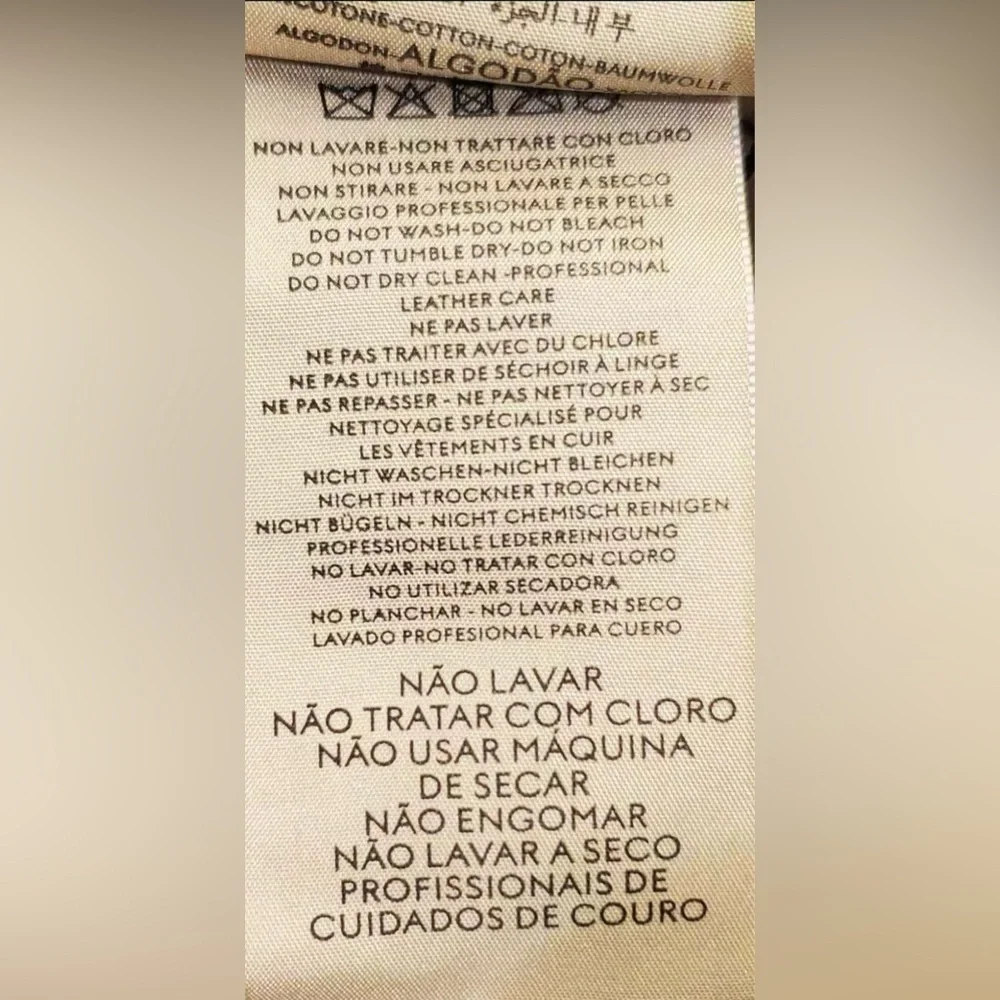 COTONE-COTTON-COTON-BAUMWOLLE
ALGODON-ALGODÃO
NON LAVARE-NON TRATTARE CON CLORO
NON USARE ASCIUGATRICE
NON STIRARE - NON LAVARE A SECCO
LAVAGGIO PROFESSIONALE PER PELLE
DO NOT WASH-DO NOT BLEACH
DO NOT TUMBLE DRY-DO NOT IRON
DO NOT DRY CLEAN -PROFESSIONAL
LEATHER CARE
NE PAS LAVER
NE PAS TRAITER AVEC DU CHLORE
NE PAS UTILISER DE SÉCHOIR À LINGE
NE PAS REPASSER - NE PAS NETTOYER À SEC
NETTOYAGE SPÉCIALISÉ POUR
LES VÊTEMENTS EN CUIR
NICHT WASCHEN-NICHT BLEICHEN
NICHT IM TROCKNER TROCKNEN
NICHT BÜGELN - NICHT CHEMISCH REINIGEN
PROFESSIONELLE LEDERREINIGUNG
NO LAVAR-NO TRATAR CON CLORO
NO UTILIZAR SECADORA
NO PLANCHAR - NO LAVAR EN SECO
LAVADO PROFESIONAL PARA CUERO
NÃO LAVAR
NÃO TRATAR COM CLORO
NÃO USAR MÁQUINA
DE SECAR
NÃO ENGOMAR
NÃO LAVAR A SECO
PROFISSIONAIS DE
CUIDADOS DE COURO